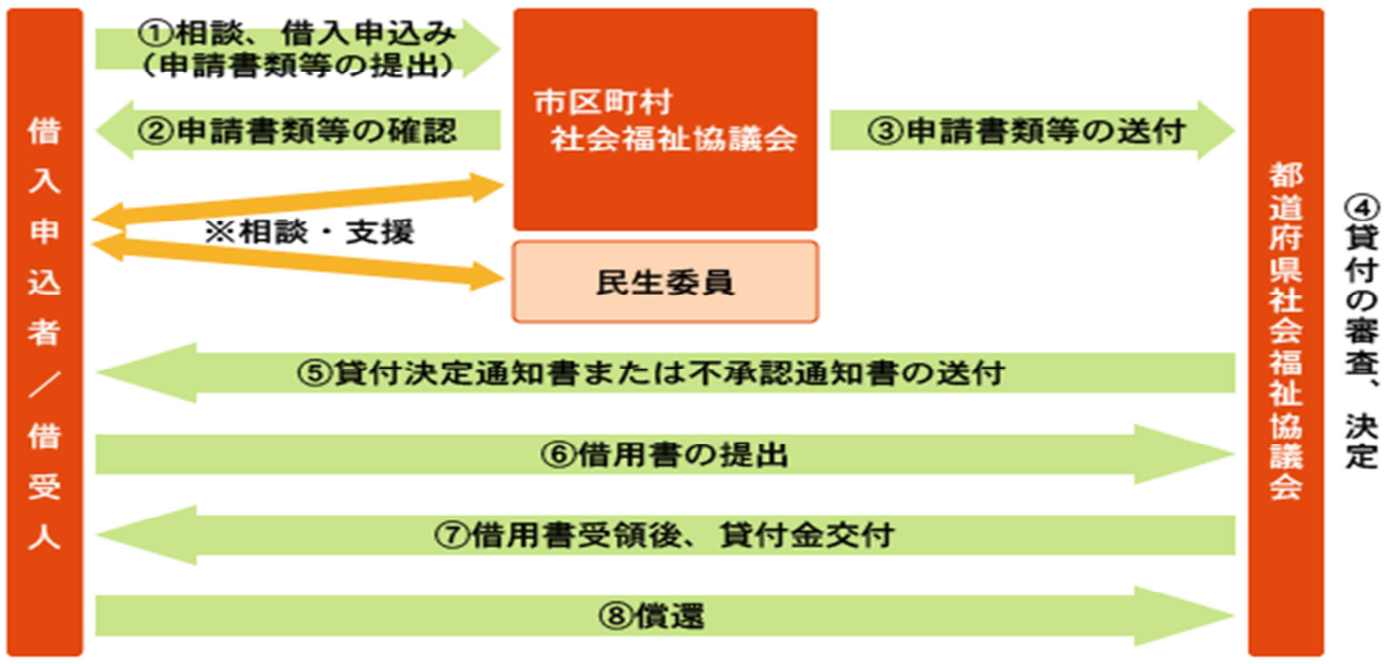 借入申込者／借受人
①相談、借入申込み
（申請書類等の提出）
②申請書類等の確認
市区町村
社会福祉協議会
③申請書類等の送付
※相談・支援
民生委員
都道府県社会福祉協議会
④貸付の審査、決定
⑤貸付決定通知書または不承認通知書の送付
⑥借用書の提出
⑦借用書受領後、貸付金交付
⑧償還